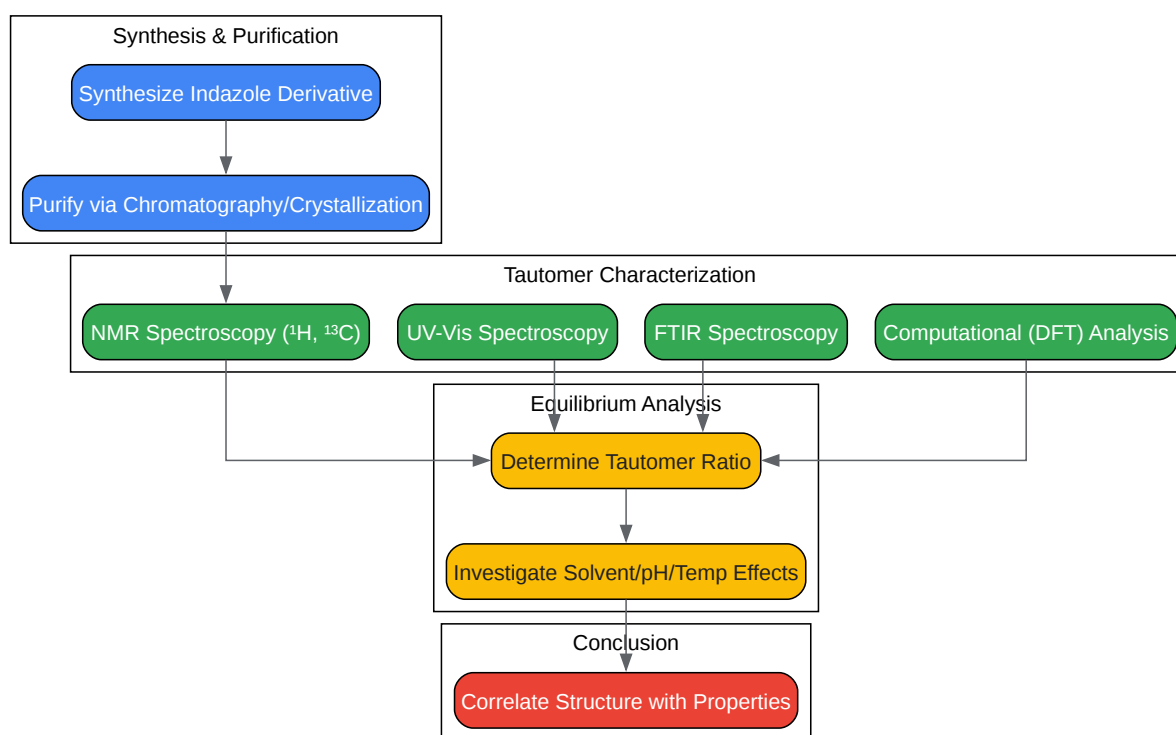 Synthesis & Purification
Synthesize Indazole Derivative
Purify via Chromatography/Crystallization
Tautomer Characterization
NMR Spectroscopy (¹H, ¹³C)
UV-Vis Spectroscopy
FTIR Spectroscopy
Computational (DFT) Analysis
Equilibrium Analysis
Determine Tautomer Ratio
Investigate Solvent/pH/Temp Effects
Conclusion
Correlate Structure with Properties